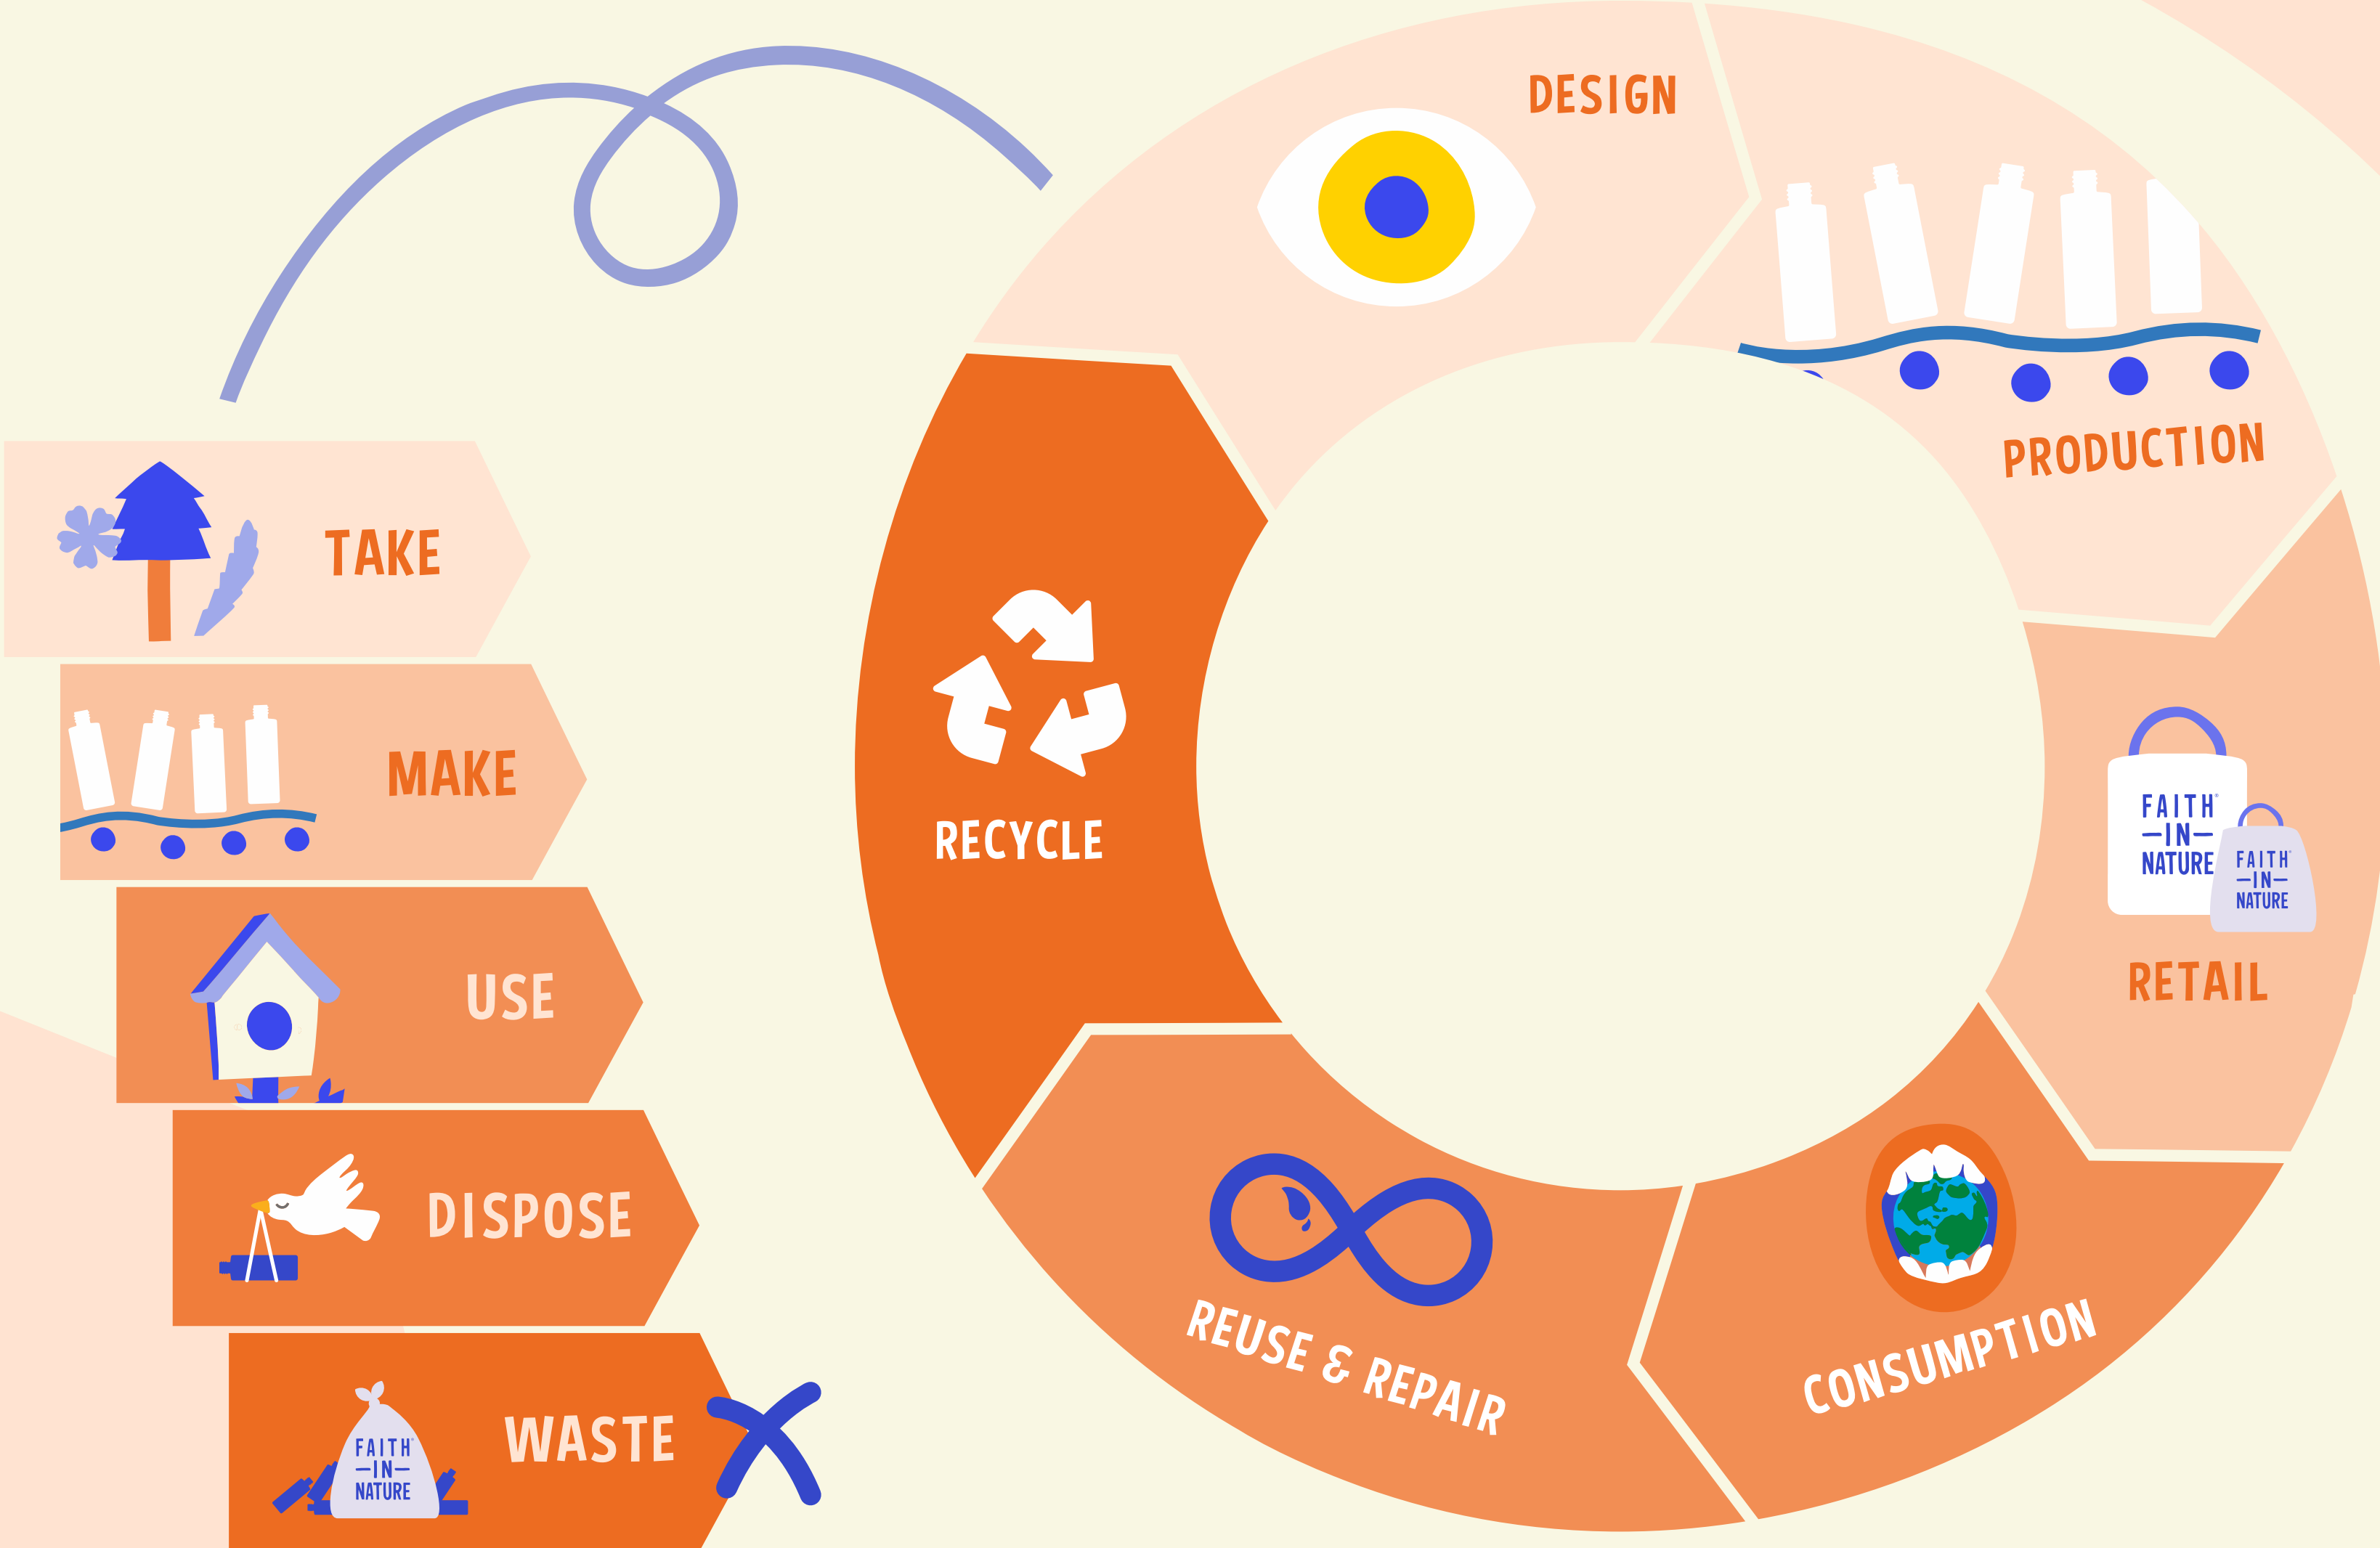 TAKE
MAKE
USE
DISPOSE
WASTE
FAITH
IN
NATURE
DESIGN
PRODUCTION
RETAIL
FAITH
IN
NATURE
FAITH
IN
NATURE
CONSUMPTION
REUSE & REPAIR
RECYCLE